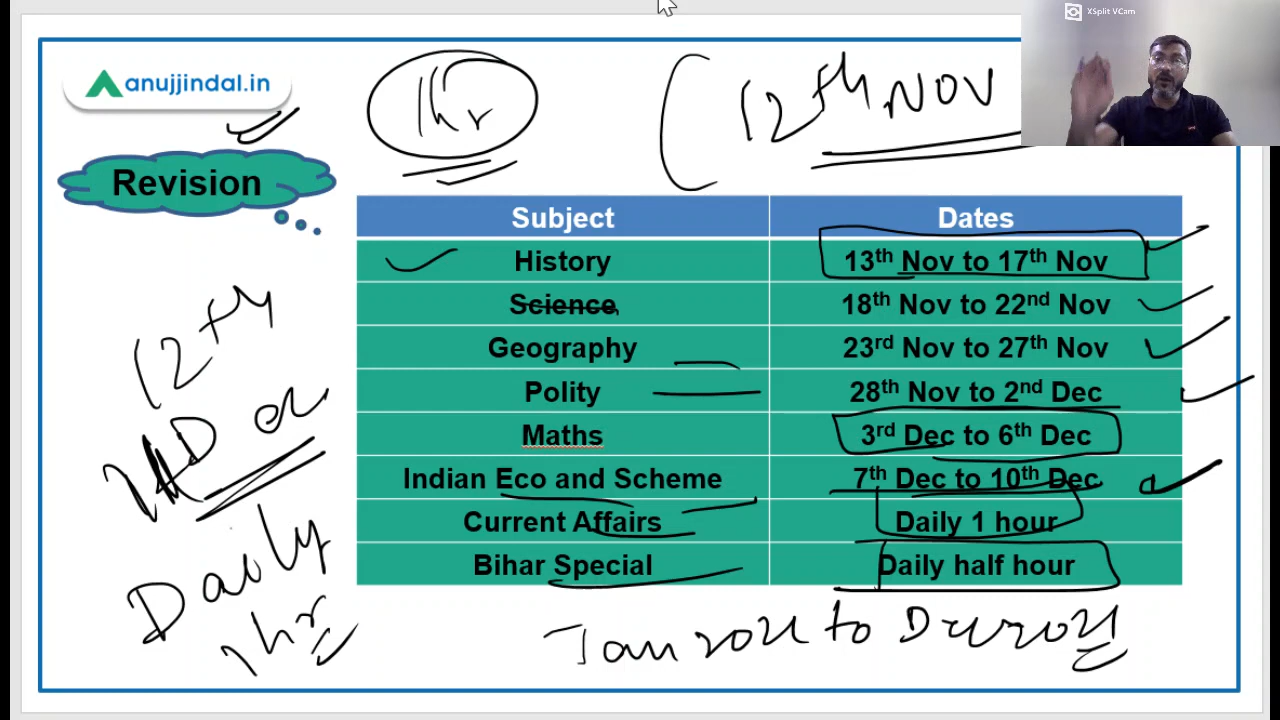 XSplit VCam
anujjindal.in
1hr
12th NOV
Revision
Subject Dates
History 13th Nov to 17th Nov
Science 18th Nov to 22nd Nov
Geography 23rd Nov to 27th Nov
Polity 28th Nov to 2nd Dec
Maths 3rd Dec to 6th Dec
Indian Eco and Scheme 7th Dec to 10th Dec
Current Affairs Daily 1 hour
Bihar Special Daily half hour
12th
Daily
1hr
Jan 2021 to Dec 2021